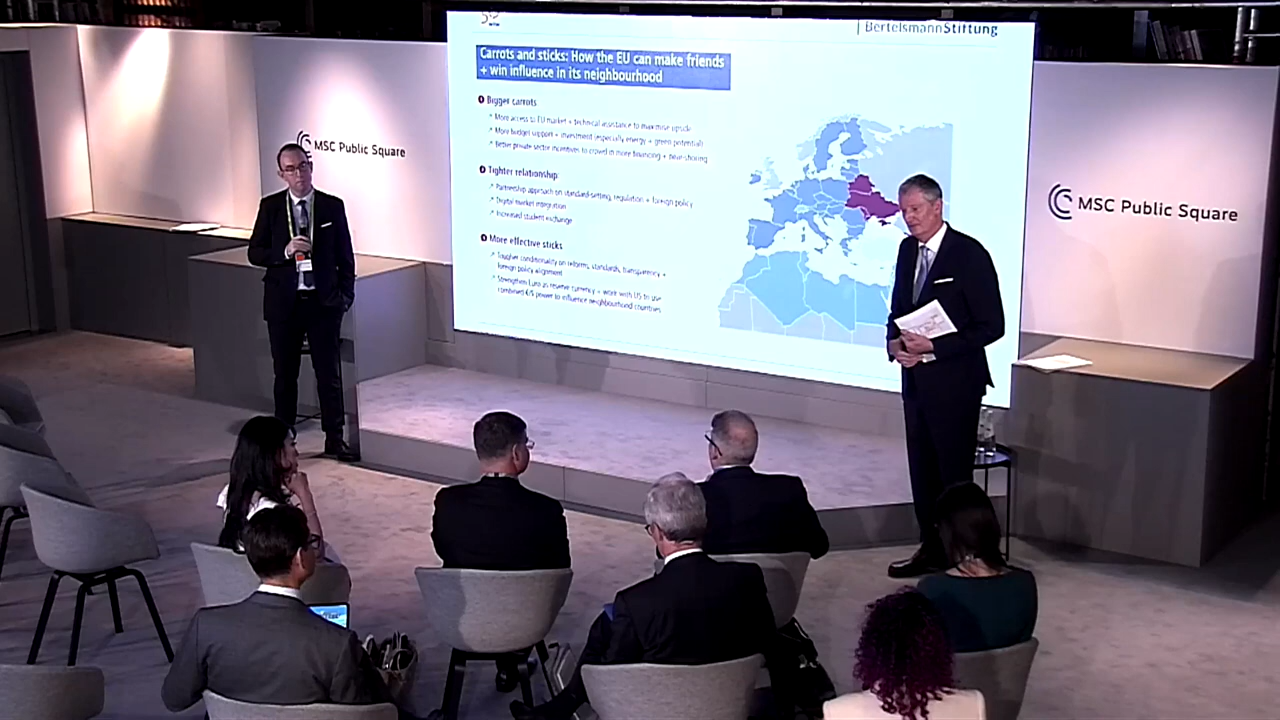 BertelsmannStiftung
Carrots and sticks: How the EU can make friends
+ win influence in its neighbourhood
Bigger carrots
More access to EU market + technical assistance to maximise upside
More budget support + investment (especially energy + green potential)
Better private sector incentives to crowd in more financing + near-shoring
Tighter relationship
Partnership approach on standard-setting, regulation + foreign policy
Digital market integration
Increased student exchange
More effective sticks
Tougher conditionality on reforms, standards, transparency +
foreign policy alignment
Strengthen Euro as reserve currency + work with US to use
combined €/$ power to influence neighbourhood countries
MSC Public Square
MSC Public Square